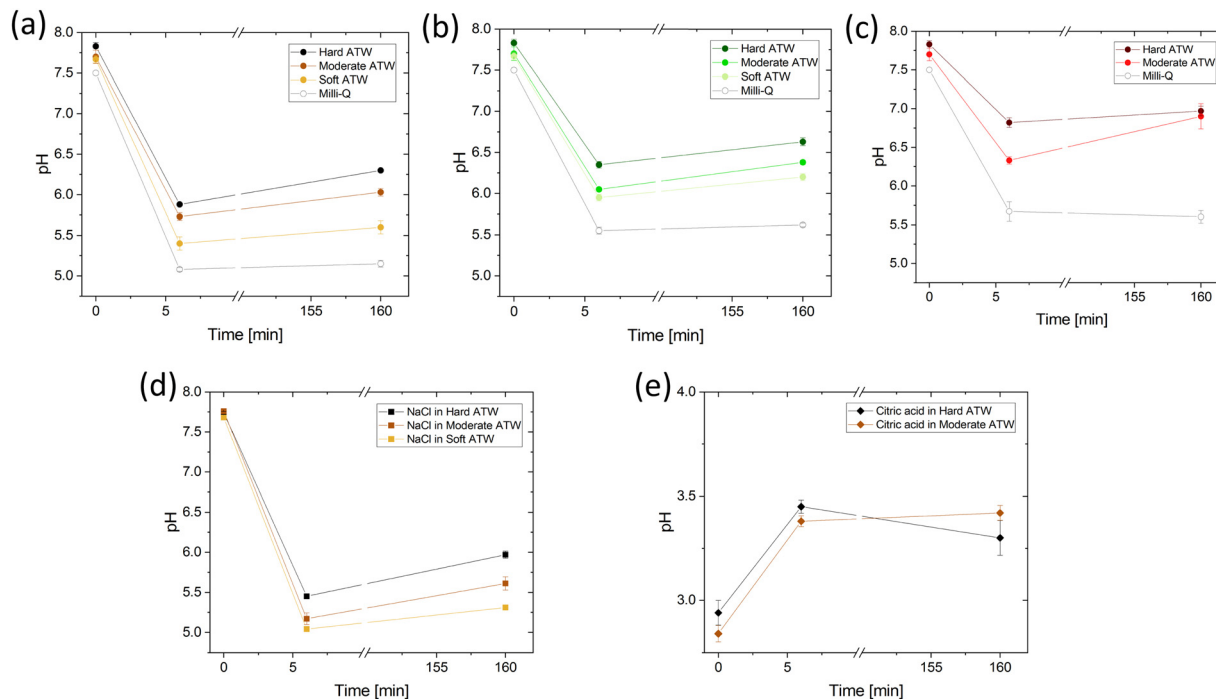 (a)
8.0
7.5
7.0
6.5
6.0
5.5
5.0
pH
Hard ATW
Moderate ATW
Soft ATW
Milli-Q
0
5
155
160
Time [min]
(b)
8.0
7.5
7.0
6.5
6.0
5.5
5.0
pH
Hard ATW
Moderate ATW
Soft ATW
Milli-Q
0
5
155
160
Time [min]
(c)
8.0
7.5
7.0
6.5
6.0
5.5
5.0
pH
Hard ATW
Moderate ATW
Milli-Q
0
5
155
160
Time [min]
(d)
8.0
7.5
7.0
6.5
6.0
5.5
5.0
pH
NaCl in Hard ATW
NaCl in Moderate ATW
NaCl in Soft ATW
0
5
155
160
Time [min]
(e)
4.0
3.5
3.0
pH
Citric acid in Hard ATW
Citric acid in Moderate ATW
0
5
155
160
Time [min]